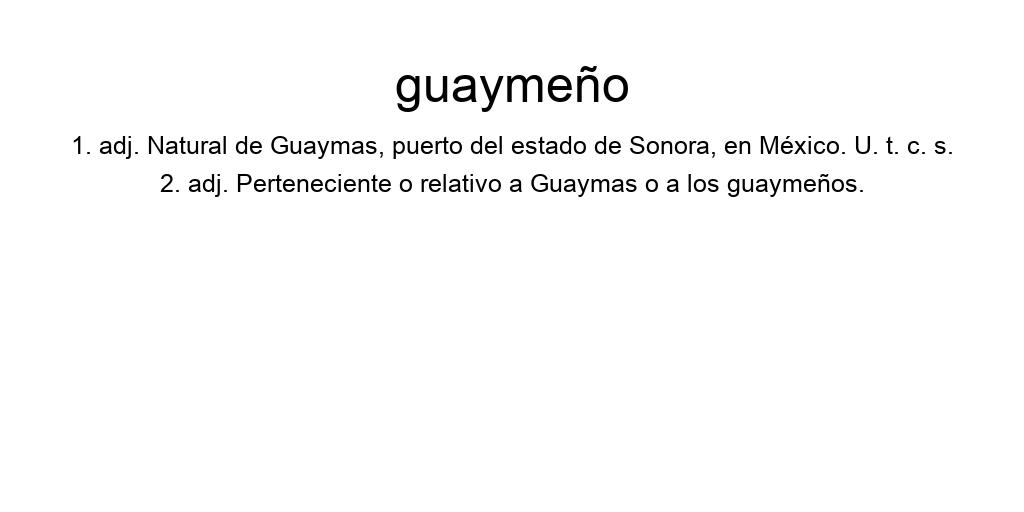 guaymeño
1. adj. Natural de Guaymas, puerto del estado de Sonora, en México. U. t. c. s.
2. adj. Perteneciente o relativo a Guaymas o a los guaymeños.